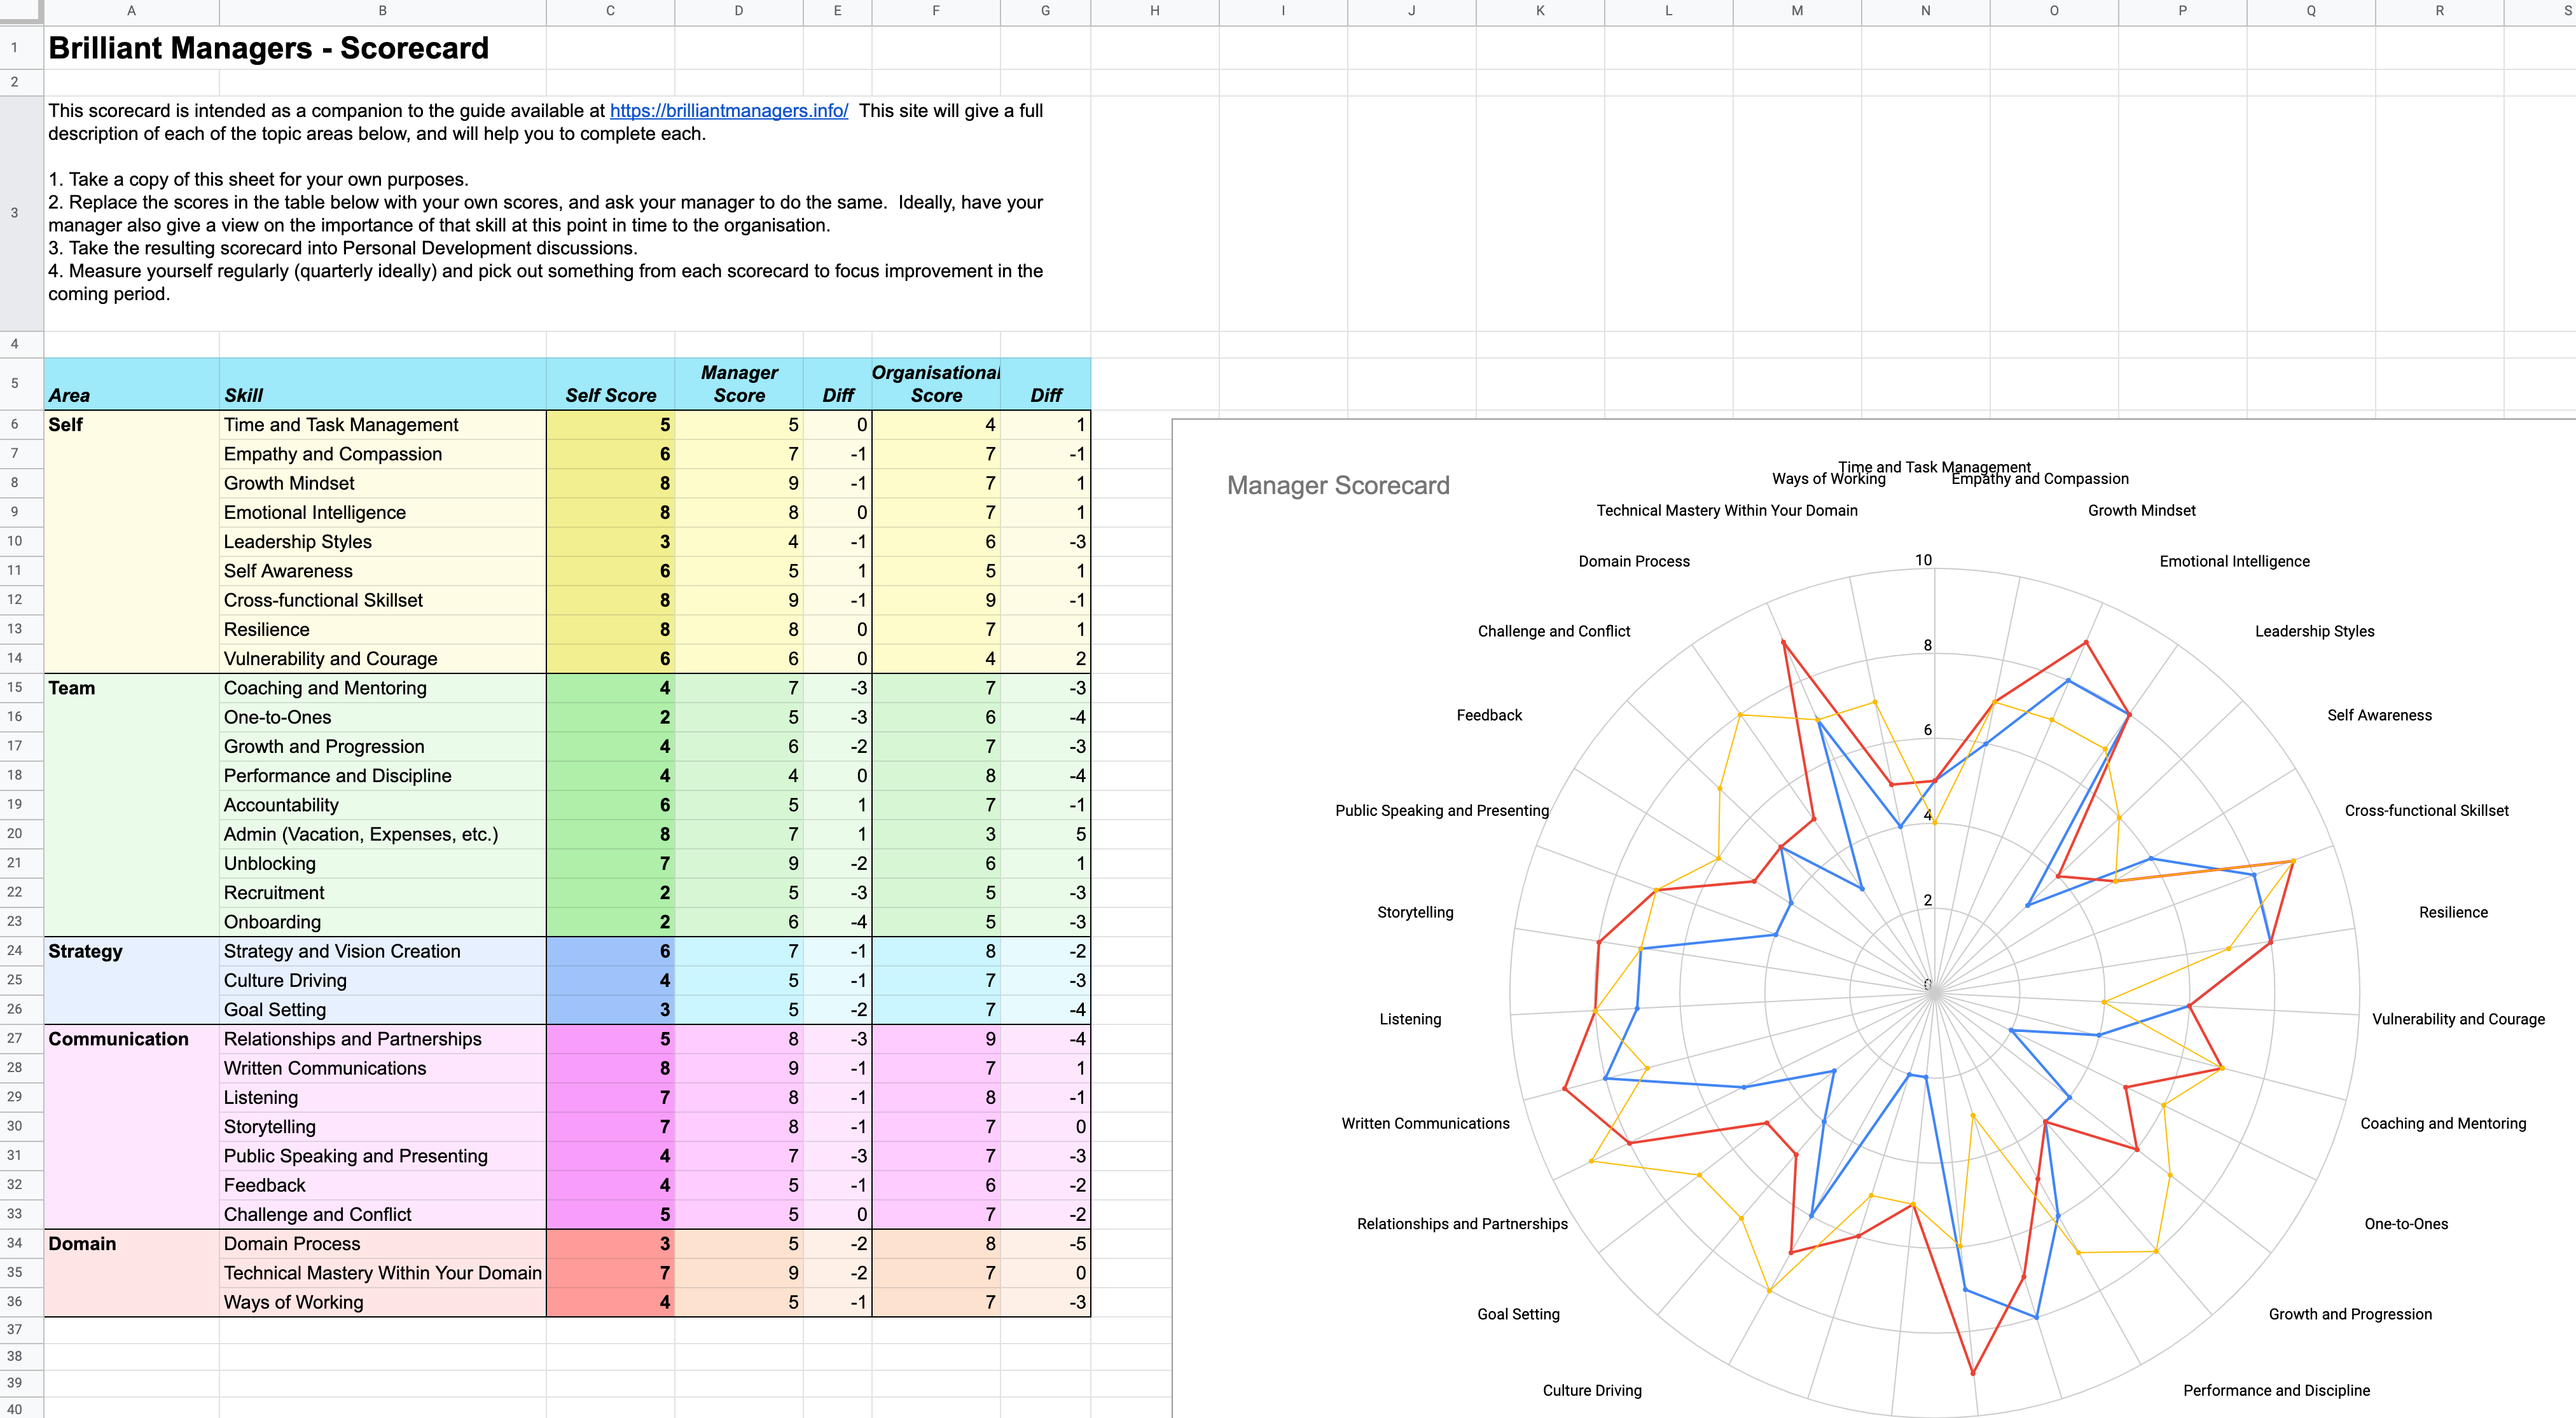 A B C D E F G H I J K L M N O P Q R S
1 Brilliant Managers - Scorecard
2
3
This scorecard is intended as a companion to the guide available at https://brilliantmanagers.info/ This site will give a full
description of each of the topic areas below, and will help you to complete each.
1. Take a copy of this sheet for your own purposes.
2. Replace the scores in the table below with your own scores, and ask your manager to do the same. Ideally, have your
manager also give a view on the importance of that skill at this point in time to the organisation.
3. Take the resulting scorecard into Personal Development discussions.
4. Measure yourself regularly (quarterly ideally) and pick out something from each scorecard to focus improvement in the
coming period.
4
5 Area Skill Self Score Manager Score Diff Organisational Score Diff
6 Self Time and Task Management 5 5 0 4 1
7 Empathy and Compassion 6 7 -1 7 -1
8 Growth Mindset 8 9 -1 7 1
9 Emotional Intelligence 8 8 0 7 1
10 Leadership Styles 3 4 -1 6 -3
11 Self Awareness 6 5 1 5 1
12 Cross-functional Skillset 8 9 -1 9 -1
13 Resilience 8 8 0 7 1
14 Vulnerability and Courage 6 6 0 4 2
15 Team Coaching and Mentoring 4 7 -3 7 -3
16 One-to-Ones 2 5 -3 6 -4
17 Growth and Progression 4 6 -2 7 -3
18 Performance and Discipline 4 4 0 8 -4
19 Accountability 6 5 1 7 -1
20 Admin (Vacation, Expenses, etc.) 8 7 1 3 5
21 Unblocking 7 9 -2 6 1
22 Recruitment 2 5 -3 5 -3
23 Onboarding 2 6 -4 5 -3
24 Strategy Strategy and Vision Creation 6 7 -1 8 -2
25 Culture Driving 4 5 -1 7 -3
26 Goal Setting 3 5 -2 7 -4
27 Communication Relationships and Partnerships 5 8 -3 9 -4
28 Written Communications 8 9 -1 7 1
29 Listening 7 8 -1 8 -1
30 Storytelling 7 8 -1 7 0
31 Public Speaking and Presenting 4 7 -3 7 -3
32 Feedback 4 5 -1 6 -2
33 Challenge and Conflict 5 5 0 7 -2
34 Domain Domain Process 3 5 -2 8 -5
35 Technical Mastery Within Your Domain 7 9 -2 7 0
36 Ways of Working 4 5 -1 7 -3
37
38
39
40
Manager Scorecard
Time and Task Management
Empathy and Compassion
Growth Mindset
Emotional Intelligence
Leadership Styles
Self Awareness
Cross-functional Skillset
Resilience
Vulnerability and Courage
Coaching and Mentoring
One-to-Ones
Growth and Progression
Performance and Discipline
Culture Driving
Goal Setting
Relationships and Partnerships
Written Communications
Listening
Storytelling
Public Speaking and Presenting
Feedback
Challenge and Conflict
Domain Process
Technical Mastery Within Your Domain
Ways of Working
10
8
6
4
2
0